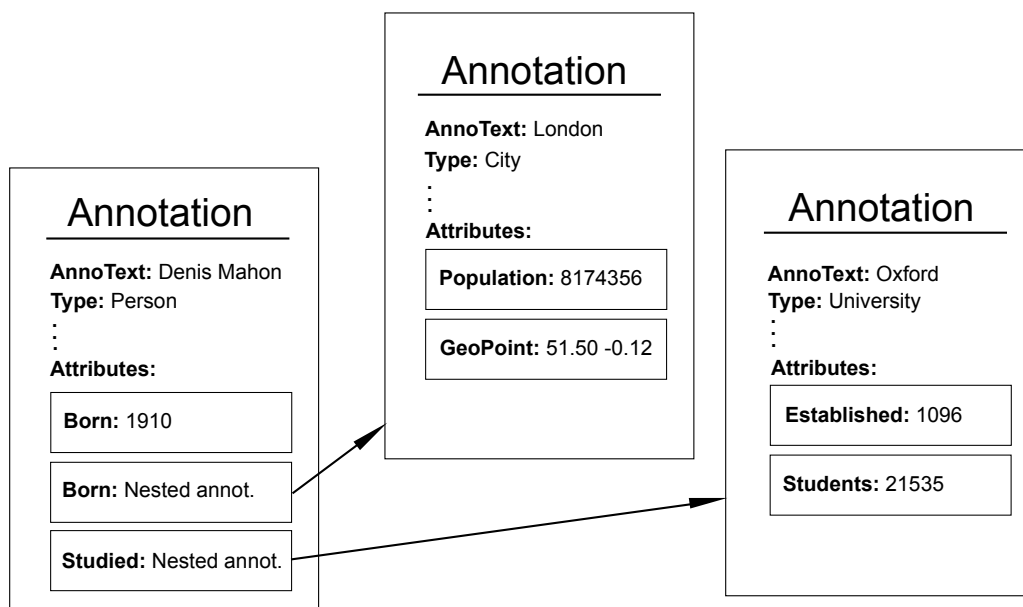 Annotation
AnnoText: Denis Mahon
Type: Person
Attributes:
Born: 1910
Born: Nested annot.
Studied: Nested annot.
Annotation
AnnoText: London
Type: City
Attributes:
Population: 8174356
GeoPoint: 51.50 -0.12
Annotation
AnnoText: Oxford
Type: University
Attributes:
Established: 1096
Students: 21535